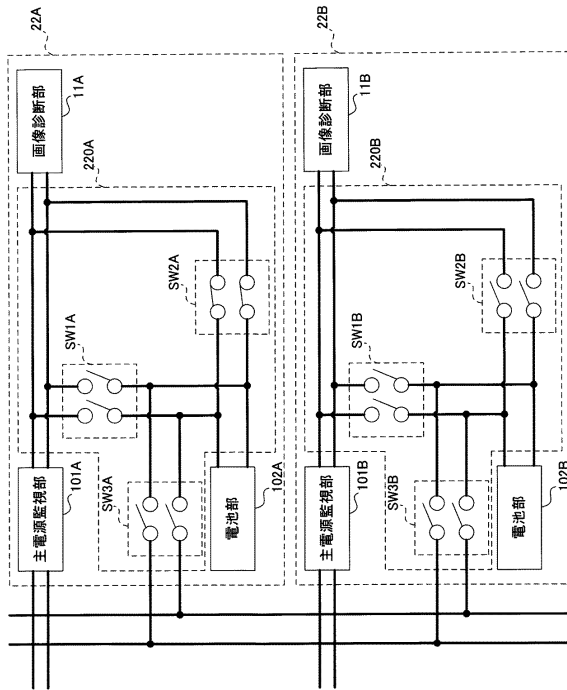 22A
画像診断部
11A
220A
SW2A
SW1A
主電源監視部
101A
SW3A
電池部
102A
22B
画像診断部
11B
220B
SW2B
SW1B
主電源監視部
101B
SW3B
電池部
102B